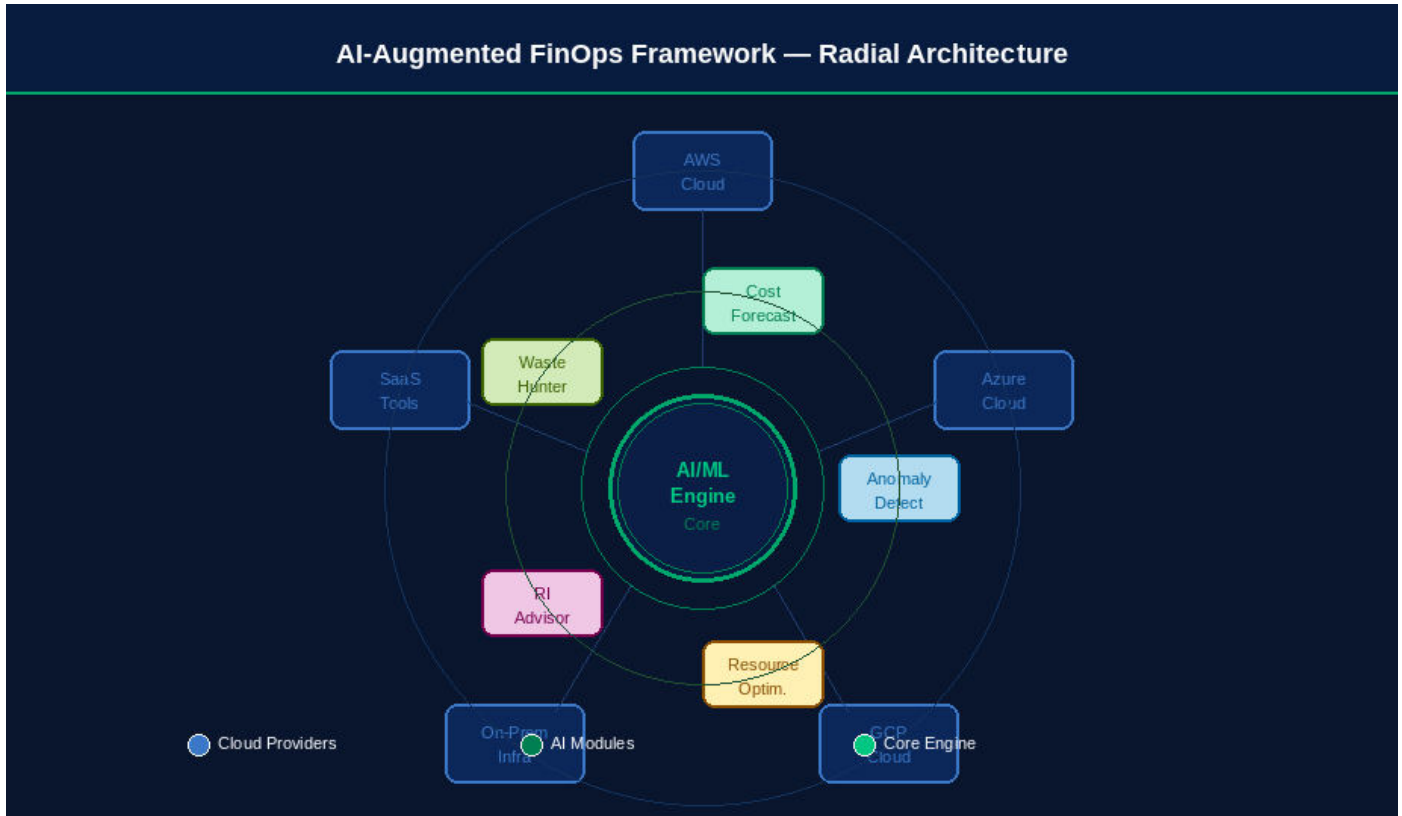 AI-Augmented FinOps Framework — Radial Architecture
AWS
Cloud
Cost
Forecast
Waste
Hunter
SaaS
Tools
Azure
Cloud
AI/ML
Engine
Core
Anomaly
Detect
RI
Advisor
Resource
Optim.
On-Prem
Infra
GCP
Cloud
Cloud Providers
AI Modules
Core Engine